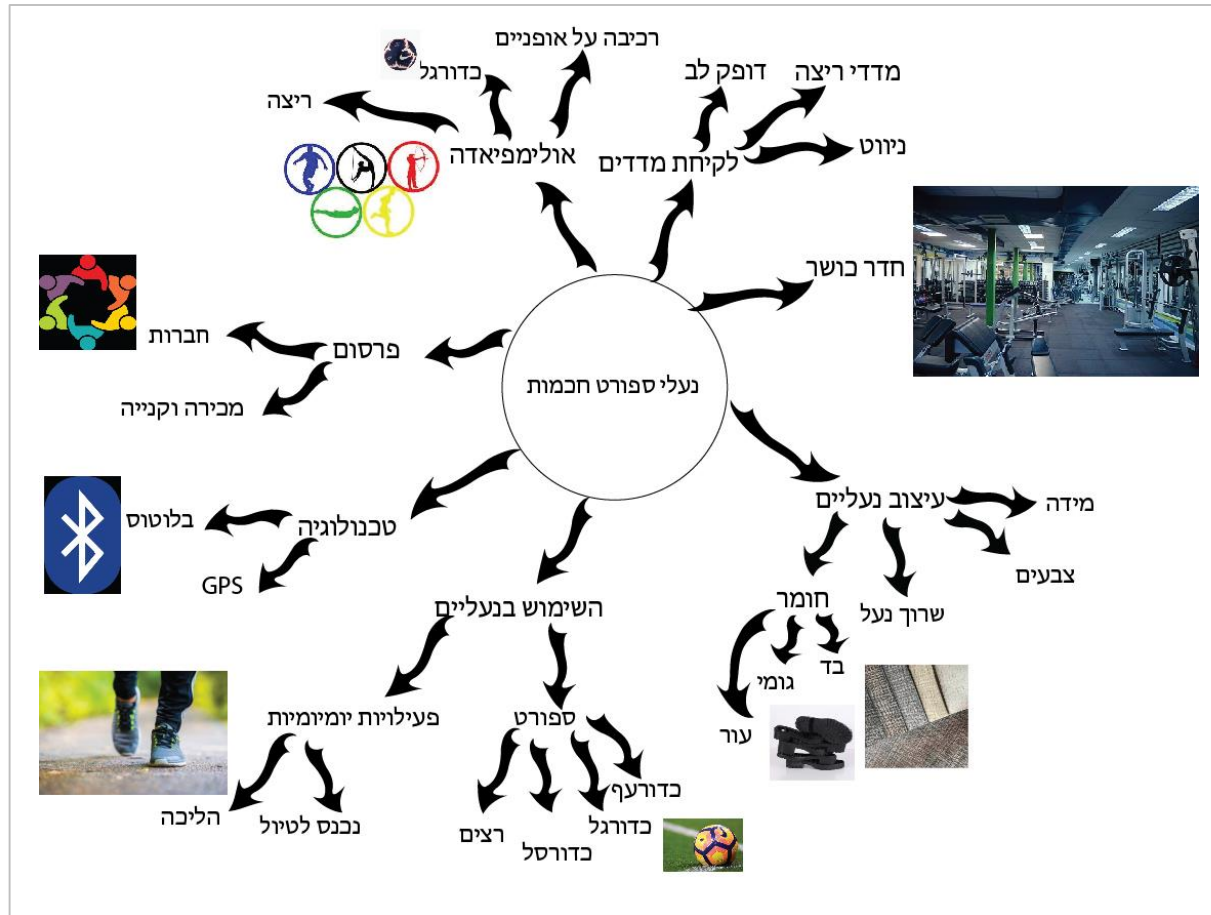 רכיבה על אופניים
כדורגל
ריצה
אולימפיאדה
דופק לב
מדדי ריצה
ניווט
לקיחת מדדים
חדר כושר
נעלי ספורט חכמות
פרסום
חברות
מכירה וקנייה
טכנולוגיה
בלוטוס
GPS
עיצוב נעליים
מידה
צבעים
שרוך נעל
חומר
בד
גומי
עור
השימוש בנעליים
פעילויות יומיומיות
הליכה
נכנס לטיול
ספורט
כדורעף
כדורגל
כדורסל
רצים